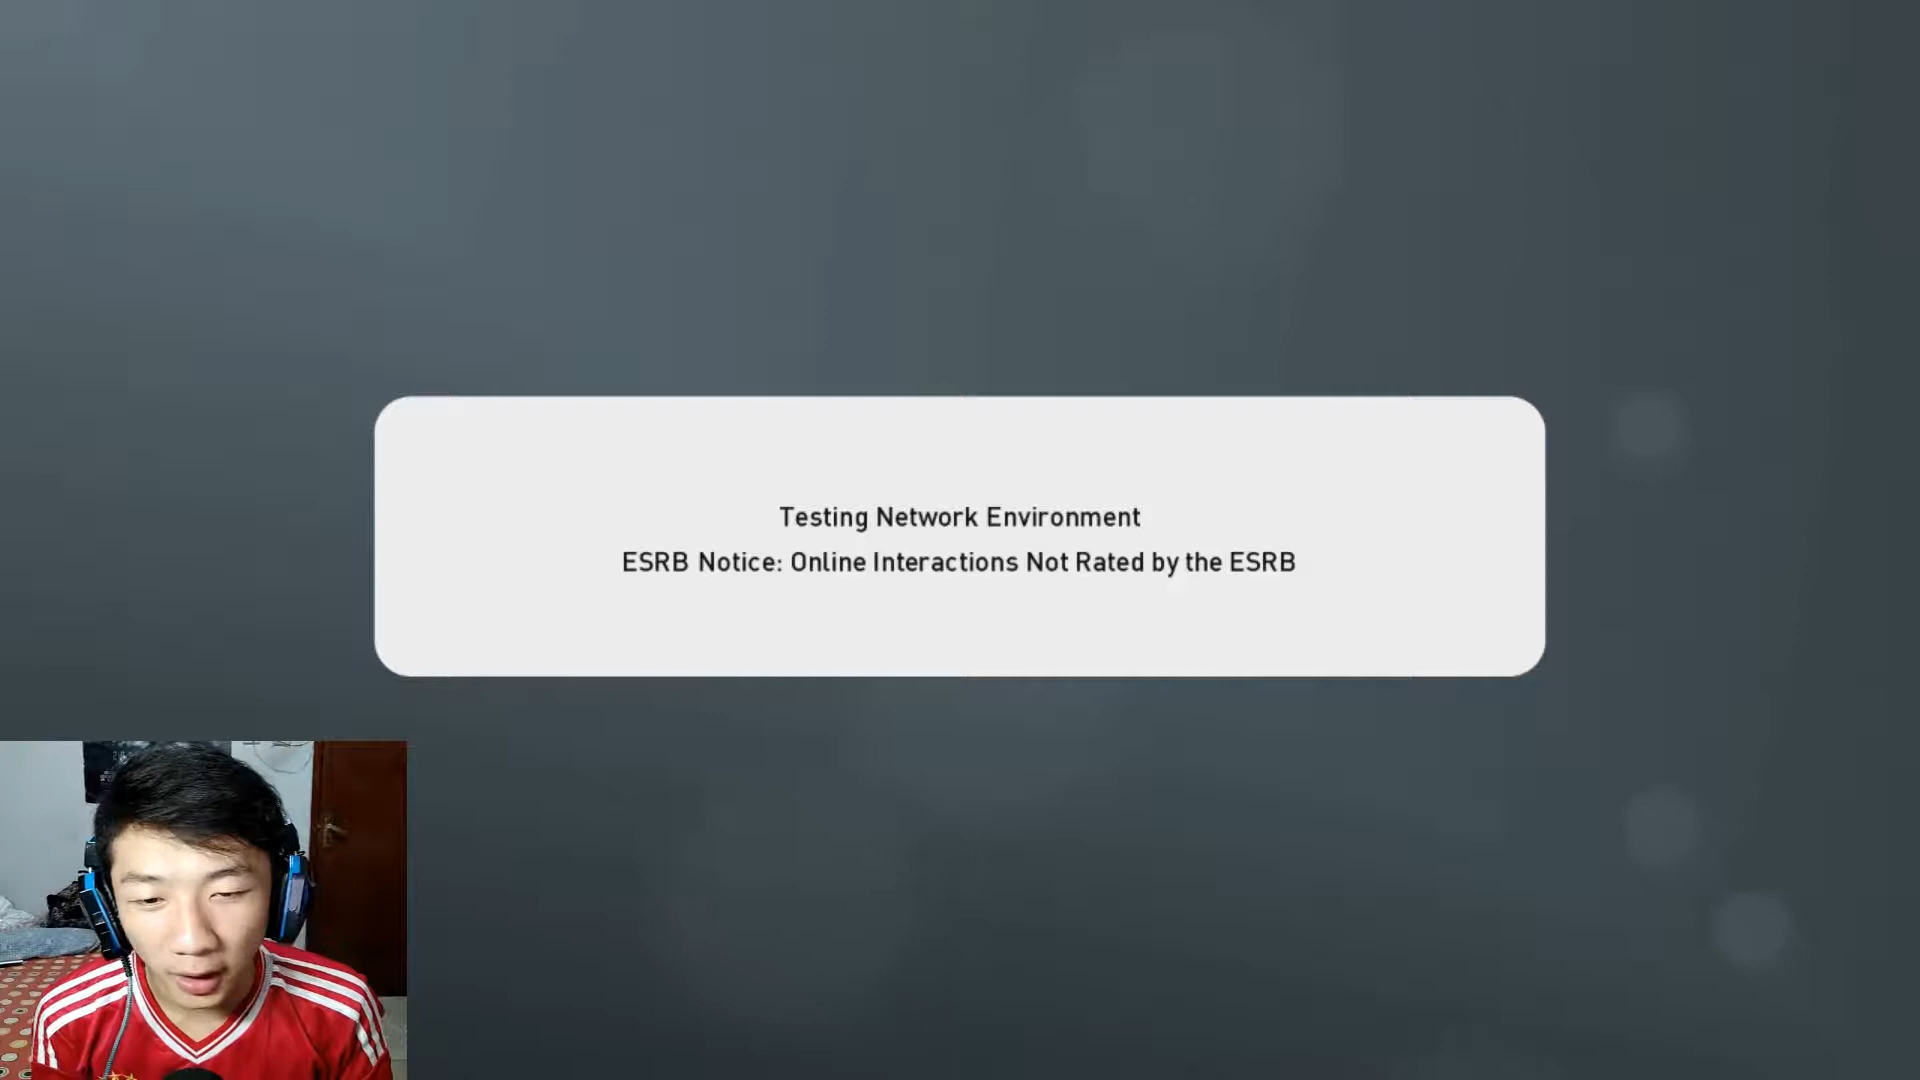 Testing Network Environment
ESRB Notice: Online Interactions Not Rated by the ESRB